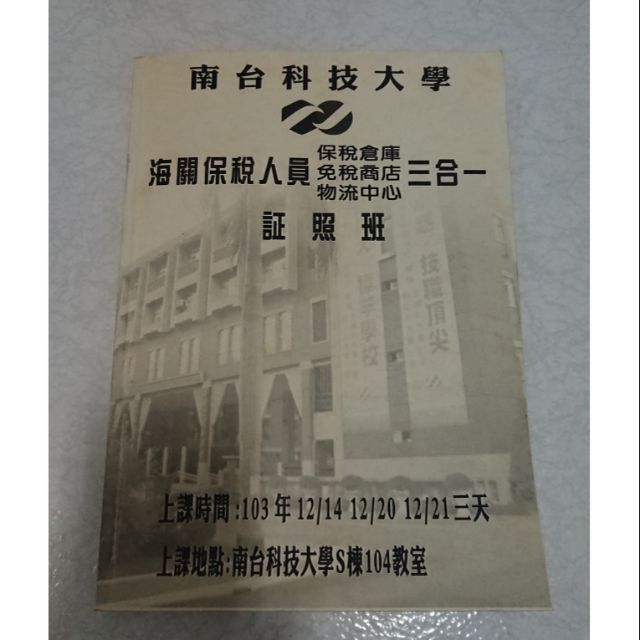 南台科技大學
海關保稅人員 保稅倉庫 免稅商店 物流中心 三合一
証照班
技職頂尖
學校
上課時間:103年12/14 12/20 12/21三天
上課地點:南台科技大學S棟104教室